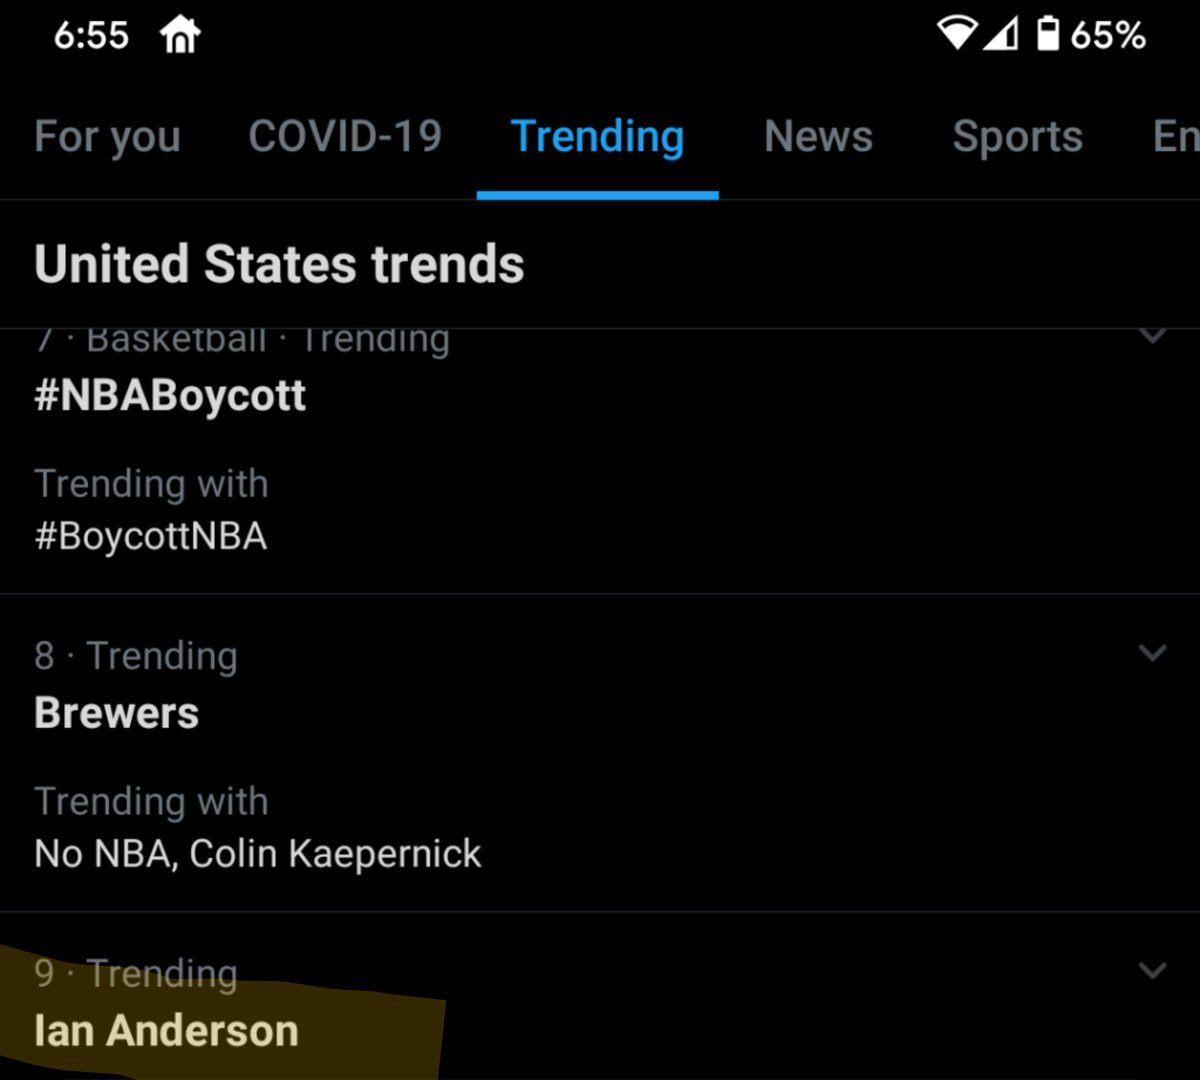 6:55 65%
For you COVID-19 Trending News Sports En
United States trends
7 · Basketball · Trending
#NBABoycott
Trending with
#BoycottNBA
8 · Trending
Brewers
Trending with
No NBA, Colin Kaepernick
9 · Trending
Ian Anderson